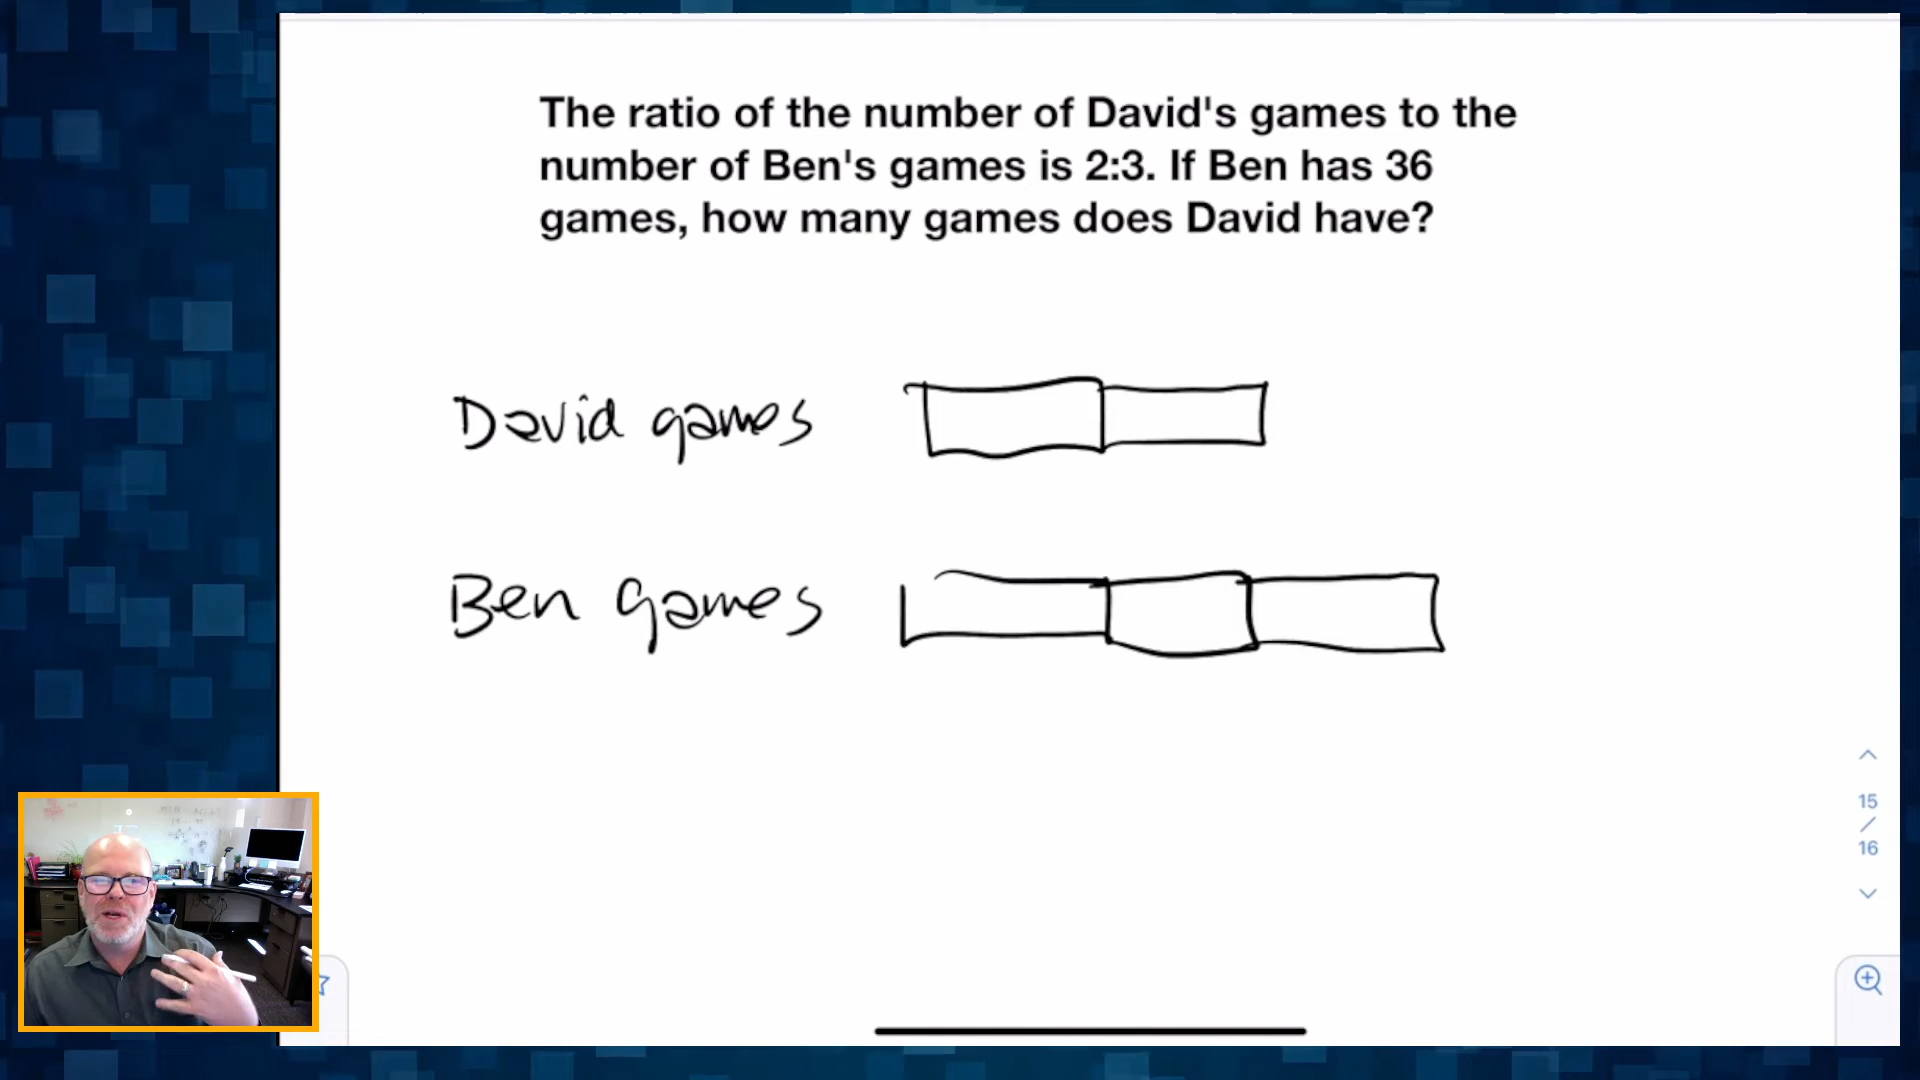 The ratio of the number of David's games to the
number of Ben's games is 2:3. If Ben has 36
games, how many games does David have?
David games
Ben games
15
/
16